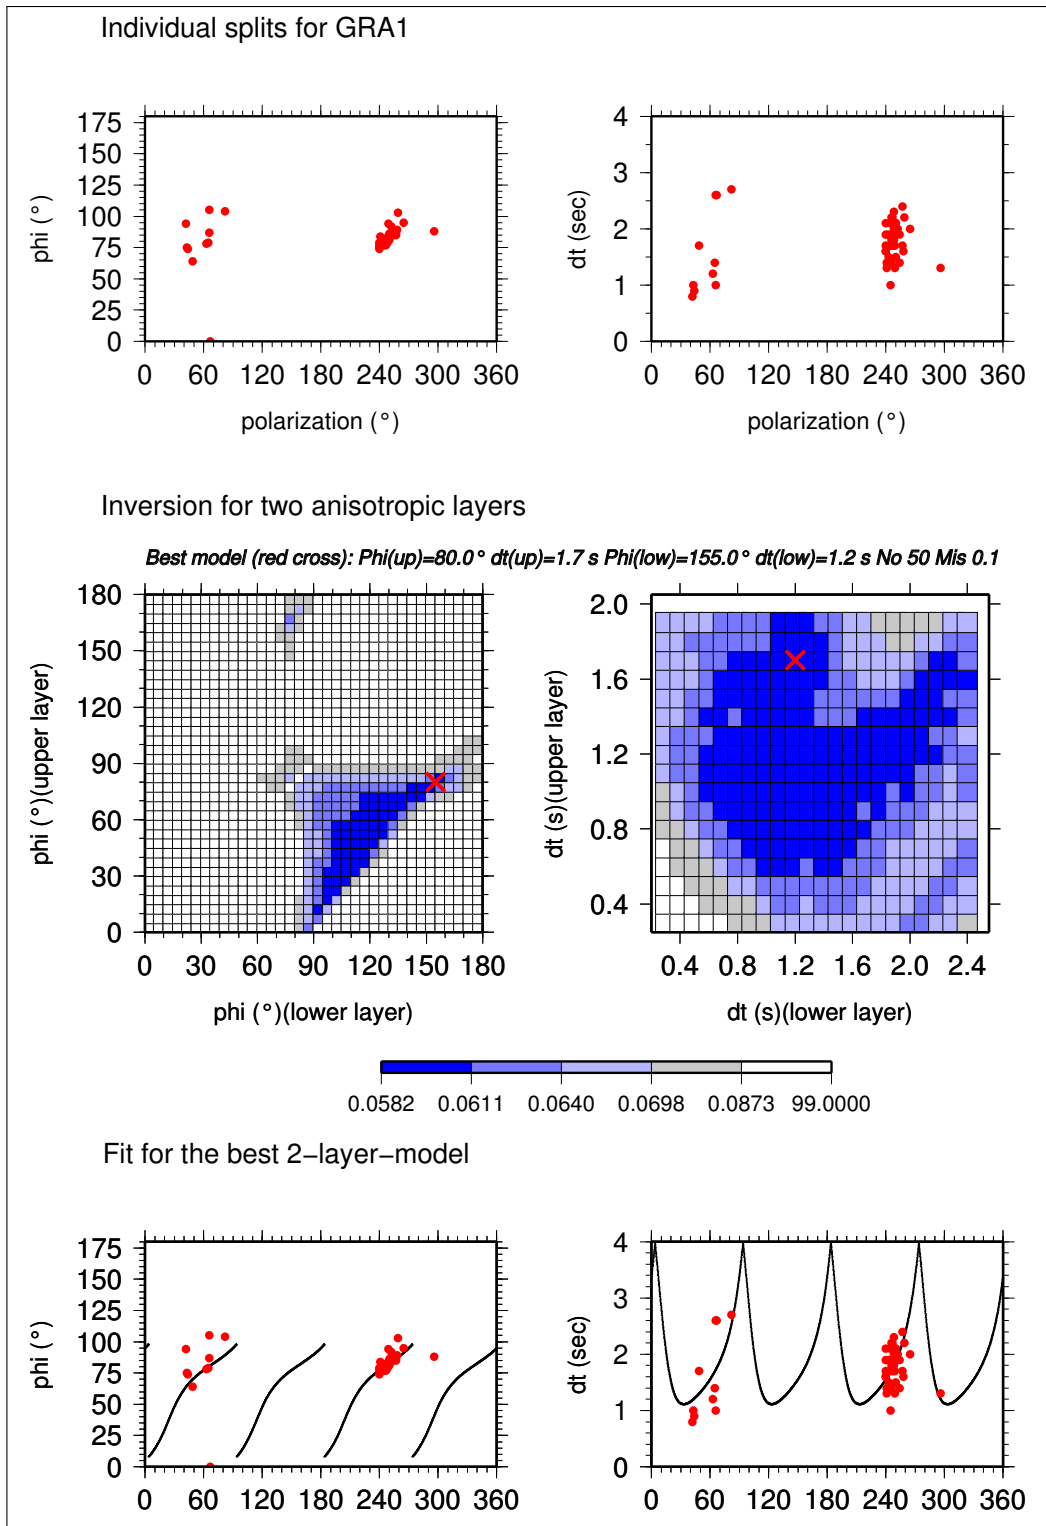 Individual splits for GRA1
175
150
125
100
75
50
25
0
phi (°)
0 60 120 180 240 300 360
polarization (°)
4
3
2
1
0
dt (sec)
0 60 120 180 240 300 360
polarization (°)
Inversion for two anisotropic layers
Best model (red cross): Phi(up)=80.0° dt(up)=1.7 s Phi(low)=155.0° dt(low)=1.2 s No 50 Mis 0.1
180
150
120
90
60
30
0
phi (°)(upper layer)
0 30 60 90 120 150 180
phi (°)(lower layer)
2.0
1.6
1.2
0.8
0.4
dt (s)(upper layer)
0.4 0.8 1.2 1.6 2.0 2.4
dt (s)(lower layer)
0.0582 0.0611 0.0640 0.0698 0.0873 99.0000
Fit for the best 2−layer−model
175
150
125
100
75
50
25
0
phi (°)
0 60 120 180 240 300 360
4
3
2
1
0
dt (sec)
0 60 120 180 240 300 360